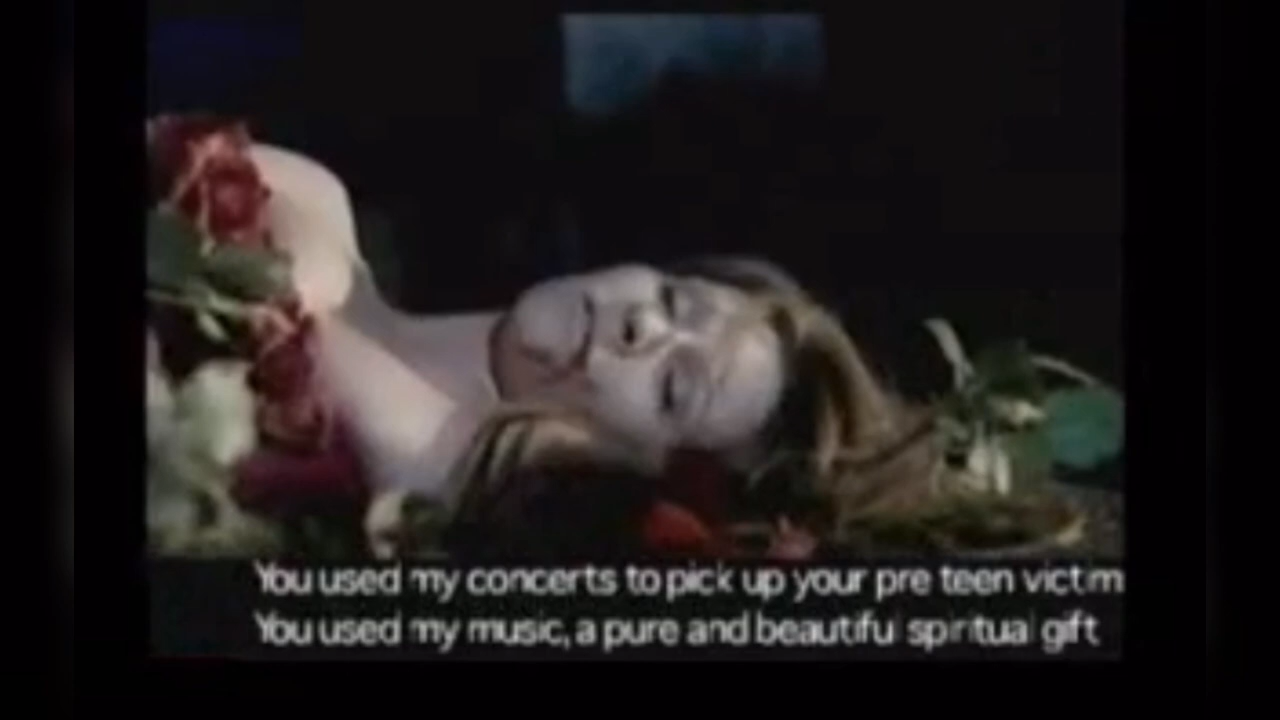 You used my concerts to pick up your pre teen victim
You used my music, a pure and beautiful spiritual gift